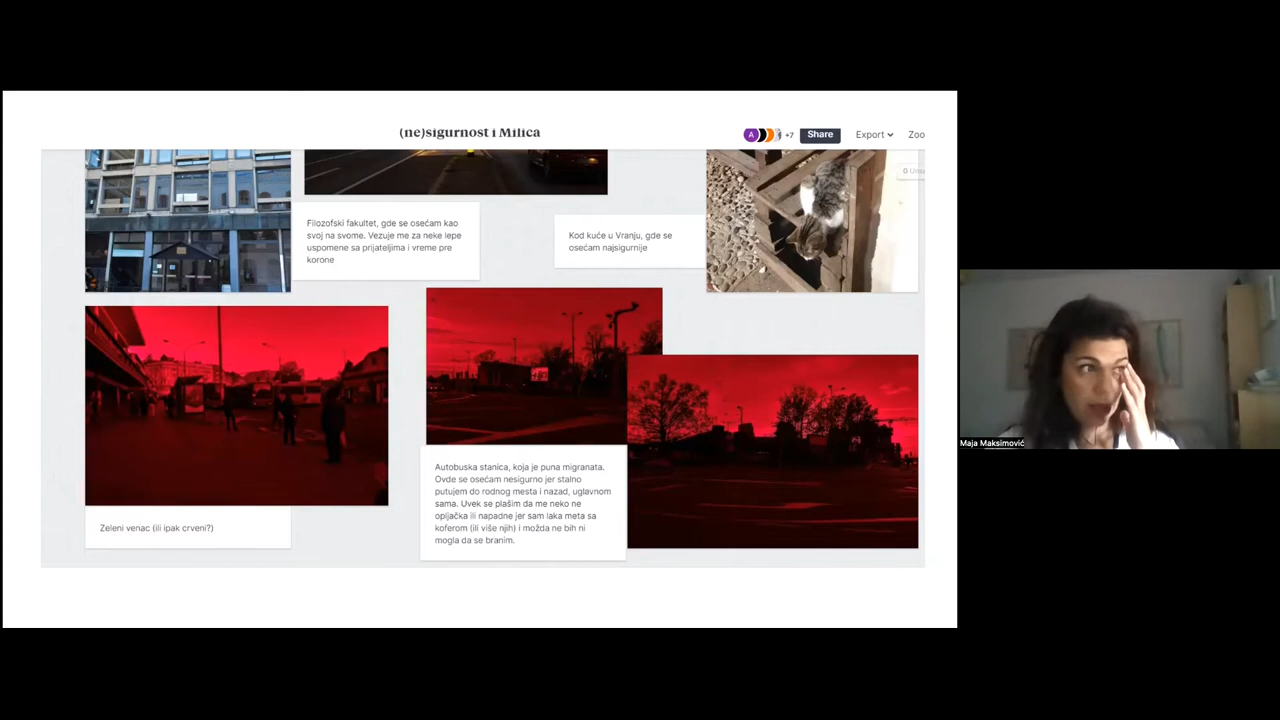 (ne)sigurnost i Milica
A
+7
Share
Export
Zoo
0
Filozofski fakultet, gde se osećam kao
svoj na svome. Vezuje me za neke lepe
uspomene sa prijateljima i vreme pre
korone
Kod kuće u Vranju, gde se
osećam najsigurnije
Zeleni venac (ili ipak crveni?)
Autobuska stanica, koja je puna migranata.
Ovde se osećam nesigurno jer stalno
putujem do rodnog mesta i nazad, uglavnom
sama. Uvek se plašim da me neko ne
opljačka ili napadne jer sam laka meta sa
koferom (ili više njih) i možda ne bih ni
mogla da se branim.
Maja Maksimović